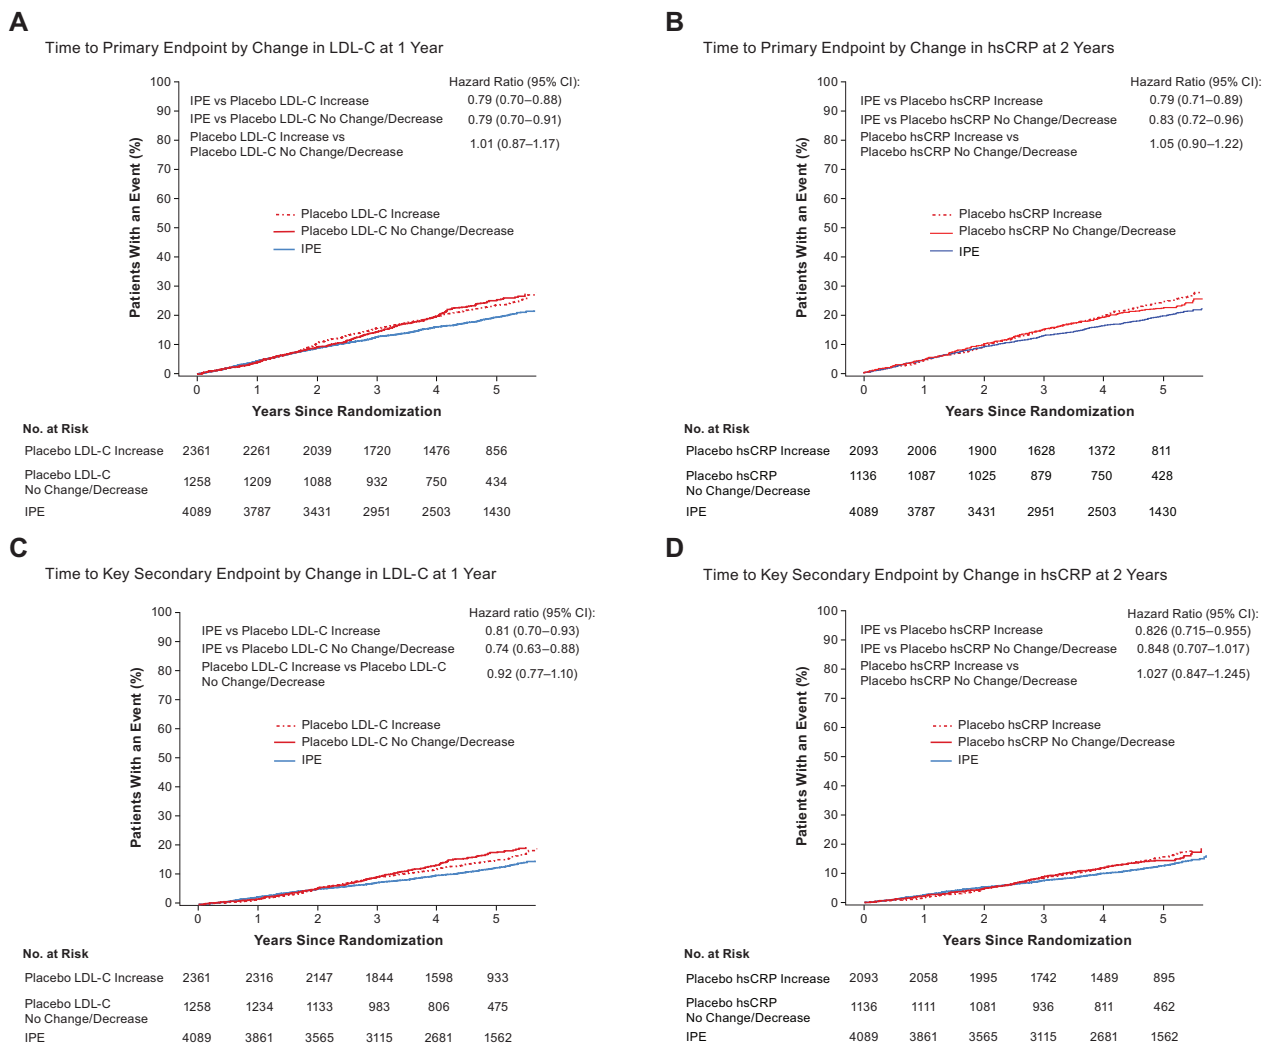 A
Time to Primary Endpoint by Change in LDL-C at 1 Year
Hazard Ratio (95% CI):
IPE vs Placebo LDL-C Increase 0.79 (0.70–0.88)
IPE vs Placebo LDL-C No Change/Decrease 0.79 (0.70–0.91)
Placebo LDL-C Increase vs
Placebo LDL-C No Change/Decrease 1.01 (0.87–1.17)
Patients With an Event (%)
100
90
80
70
60
50
40
30
20
10
0
Placebo LDL-C Increase
Placebo LDL-C No Change/Decrease
IPE
0 1 2 3 4 5
Years Since Randomization
No. at Risk
Placebo LDL-C Increase 2361 2261 2039 1720 1476 856
Placebo LDL-C
No Change/Decrease 1258 1209 1088 932 750 434
IPE 4089 3787 3431 2951 2503 1430
B
Time to Primary Endpoint by Change in hsCRP at 2 Years
Hazard Ratio (95% CI):
IPE vs Placebo hsCRP Increase 0.79 (0.71–0.89)
IPE vs Placebo hsCRP No Change/Decrease 0.83 (0.72–0.96)
Placebo hsCRP Increase vs
Placebo hsCRP No Change/Decrease 1.05 (0.90–1.22)
Patients With an Event (%)
100
90
80
70
60
50
40
30
20
10
0
Placebo hsCRP Increase
Placebo hsCRP No Change/Decrease
IPE
0 1 2 3 4 5
Years Since Randomization
No. at Risk
Placebo hsCRP Increase 2093 2006 1900 1628 1372 811
Placebo hsCRP
No Change/Decrease 1136 1087 1025 879 750 428
IPE 4089 3787 3431 2951 2503 1430
C
Time to Key Secondary Endpoint by Change in LDL-C at 1 Year
Hazard ratio (95% CI):
IPE vs Placebo LDL-C Increase 0.81 (0.70–0.93)
IPE vs Placebo LDL-C No Change/Decrease 0.74 (0.63–0.88)
Placebo LDL-C Increase vs Placebo LDL-C
No Change/Decrease 0.92 (0.77–1.10)
Patients With an Event (%)
100
90
80
70
60
50
40
30
20
10
0
Placebo LDL-C Increase
Placebo LDL-C No Change/Decrease
IPE
0 1 2 3 4 5
Years Since Randomization
No. at Risk
Placebo LDL-C Increase 2361 2316 2147 1844 1598 933
Placebo LDL-C
No Change/Decrease 1258 1234 1133 983 806 475
IPE 4089 3861 3565 3115 2681 1562
D
Time to Key Secondary Endpoint by Change in hsCRP at 2 Years
Hazard Ratio (95% CI):
IPE vs Placebo hsCRP Increase 0.826 (0.715–0.955)
IPE vs Placebo hsCRP No Change/Decrease 0.848 (0.707–1.017)
Placebo hsCRP Increase vs
Placebo hsCRP No Change/Decrease 1.027 (0.847–1.245)
Patients With an Event (%)
100
90
80
70
60
50
40
30
20
10
0
Placebo hsCRP Increase
Placebo hsCRP No Change/Decrease
IPE
0 1 2 3 4 5
Years Since Randomization
No. at Risk
Placebo hsCRP Increase 2093 2058 1995 1742 1489 895
Placebo hsCRP
No Change/Decrease 1136 1111 1081 936 811 462
IPE 4089 3861 3565 3115 2681 1562